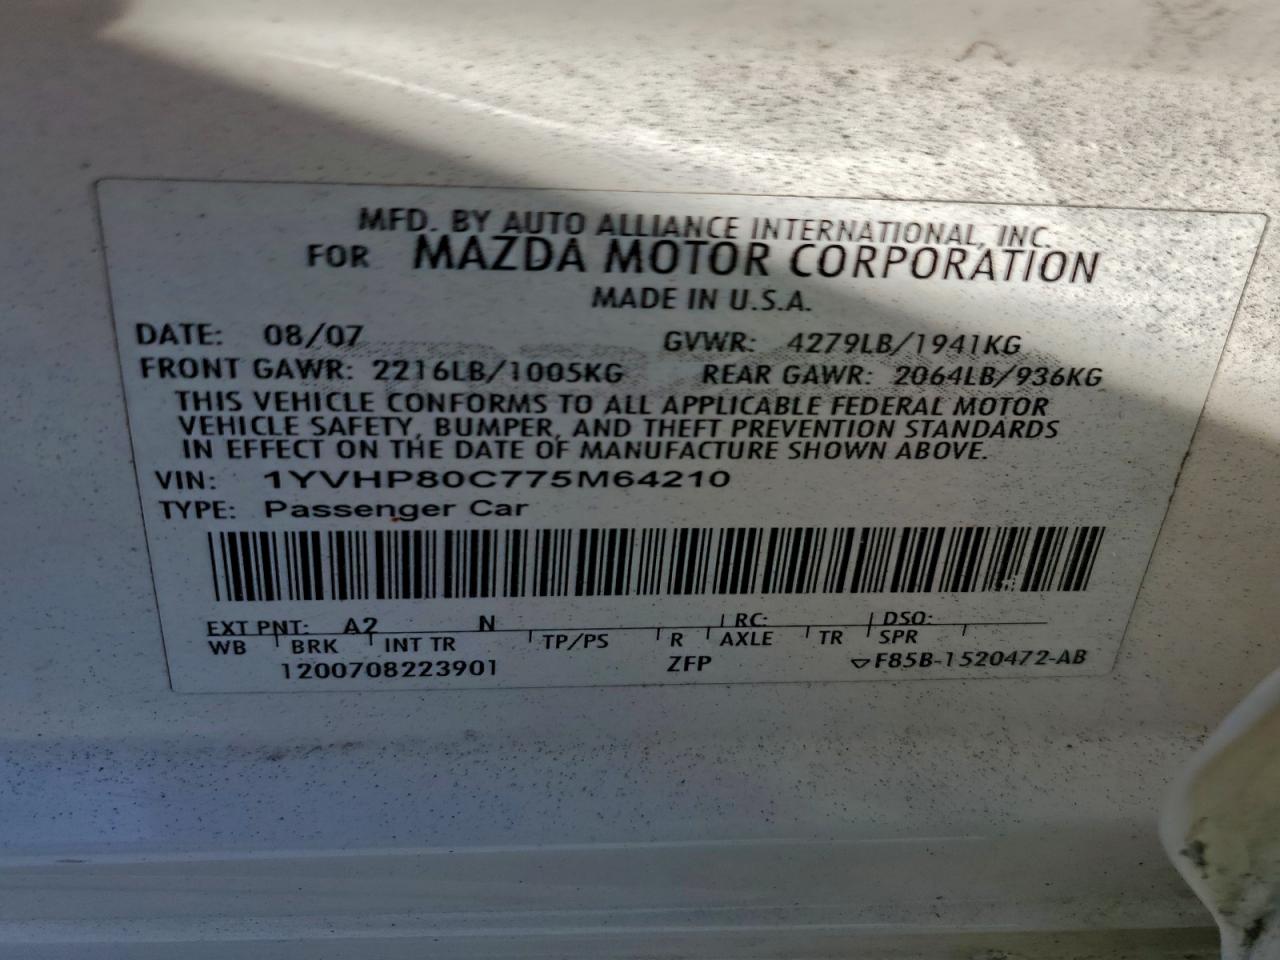 MFD. BY AUTO ALLIANCE INTERNATIONAL, INC.
FOR MAZDA MOTOR CORPORATION
MADE IN U.S.A.
DATE: 08/07 GVWR: 4279LB/1941KG
FRONT GAWR: 2216LB/1005KG REAR GAWR: 2064LB/936KG
THIS VEHICLE CONFORMS TO ALL APPLICABLE FEDERAL MOTOR
VEHICLE SAFETY, BUMPER, AND THEFT PREVENTION STANDARDS
IN EFFECT ON THE DATE OF MANUFACTURE SHOWN ABOVE.
VIN: 1YVHP80C775M64210
TYPE: Passenger Car
EXT PNT: A2 N RC: DSO:
WB BRK INT TR TP/PS R AXLE TR SPR
1200708223901 ZFP F85B-1520472-AB